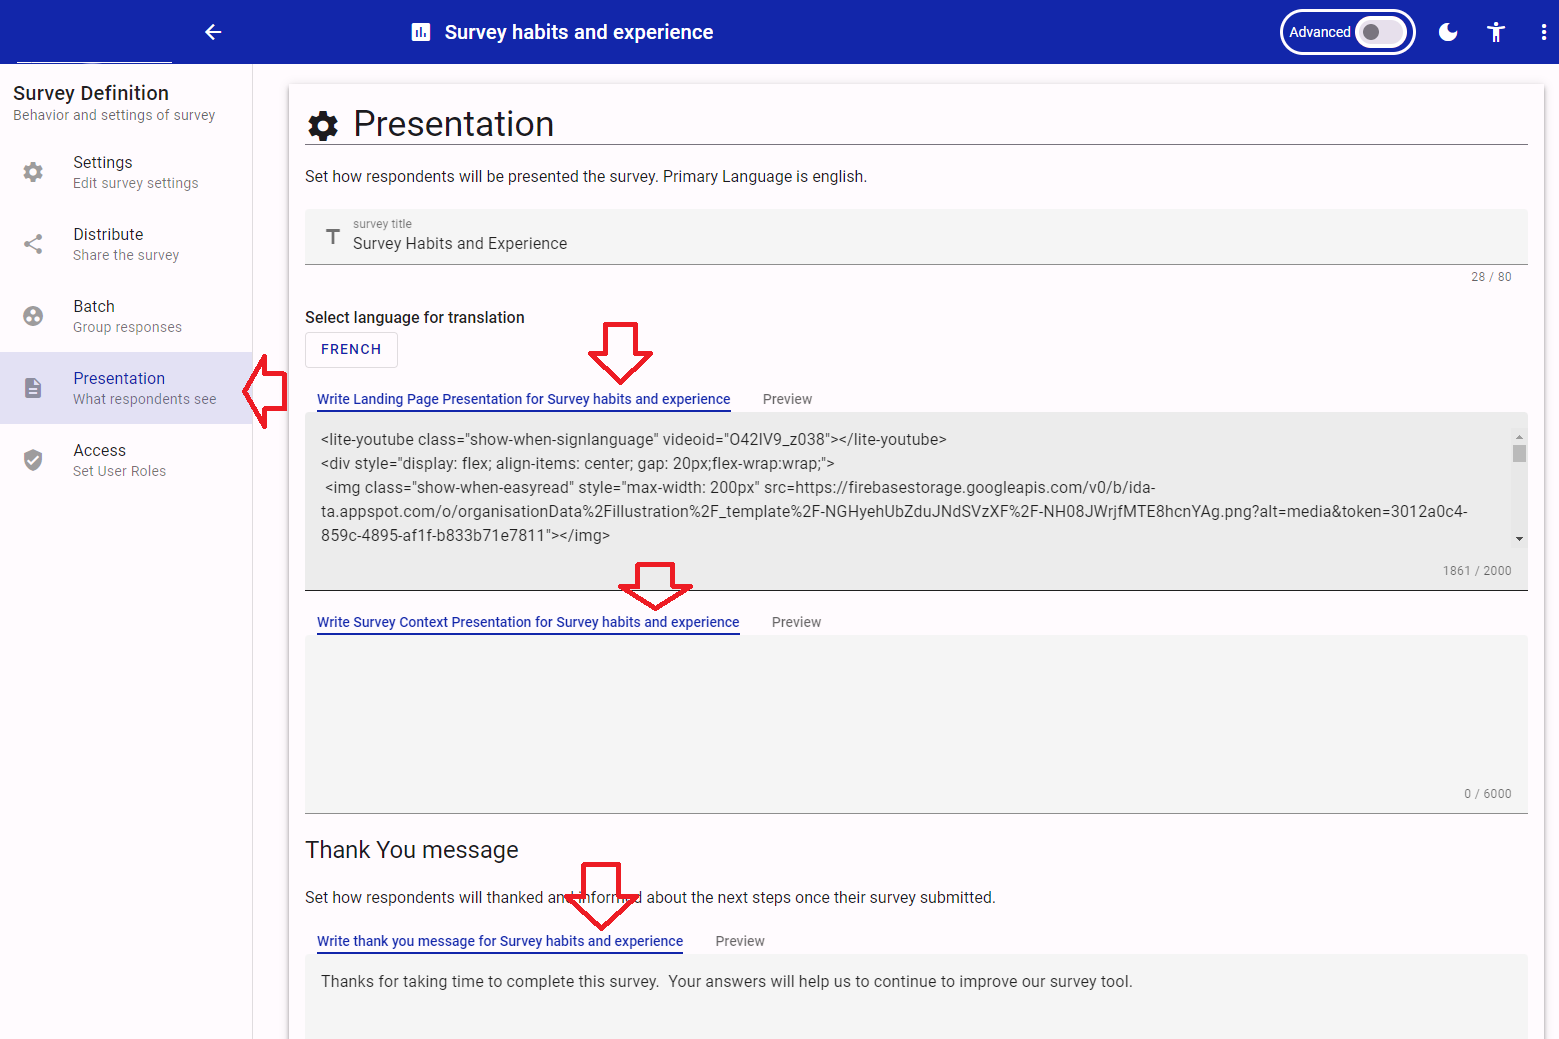 Survey habits and experience
Advanced
Survey Definition
Behavior and settings of survey
Settings
Edit survey settings
Distribute
Share the survey
Batch
Group responses
Presentation
What respondents see
Access
Set User Roles
Presentation
Set how respondents will be presented the survey. Primary Language is english.
survey title
Survey Habits and Experience
28 / 80
Select language for translation
FRENCH
Write Landing Page Presentation for Survey habits and experience Preview
<lite-youtube class="show-when-signlanguage" videoid="O42IV9_z038"></lite-youtube>
<div style="display: flex; align-items: center; gap: 20px;flex-wrap:wrap;">
<img class="show-when-easyread" style="max-width: 200px" src=https://firebasestorage.googleapis.com/v0/b/ida-
ta.appspot.com/o/organisationData%2Fillustration%2F_template%2F-NGHyehUbZduJNdSVzXF%2F-NH08JWrjfMTE8hcnYAg.png?alt=media&token=3012a0c4-
859c-4895-af1f-b833b71e7811"></img>
1861 / 2000
Write Survey Context Presentation for Survey habits and experience Preview
0 / 6000
Thank You message
Set how respondents will thanked and informed about the next steps once their survey submitted.
Write thank you message for Survey habits and experience Preview
Thanks for taking time to complete this survey.  Your answers will help us to continue to improve our survey tool.